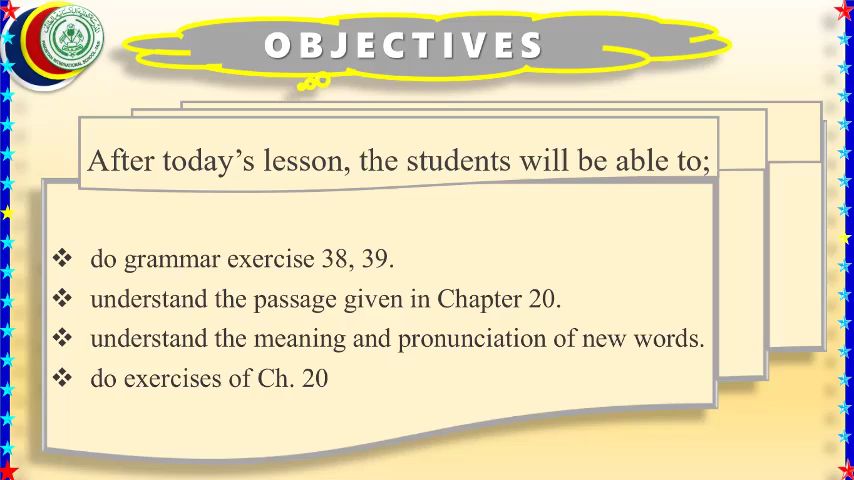 OBJECTIVES
After today’s lesson, the students will be able to;
❖ do grammar exercise 38, 39.
❖ understand the passage given in Chapter 20.
❖ understand the meaning and pronunciation of new words.
❖ do exercises of Ch. 20